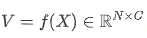 V = f(X) ∈ ℝ^{N×C}